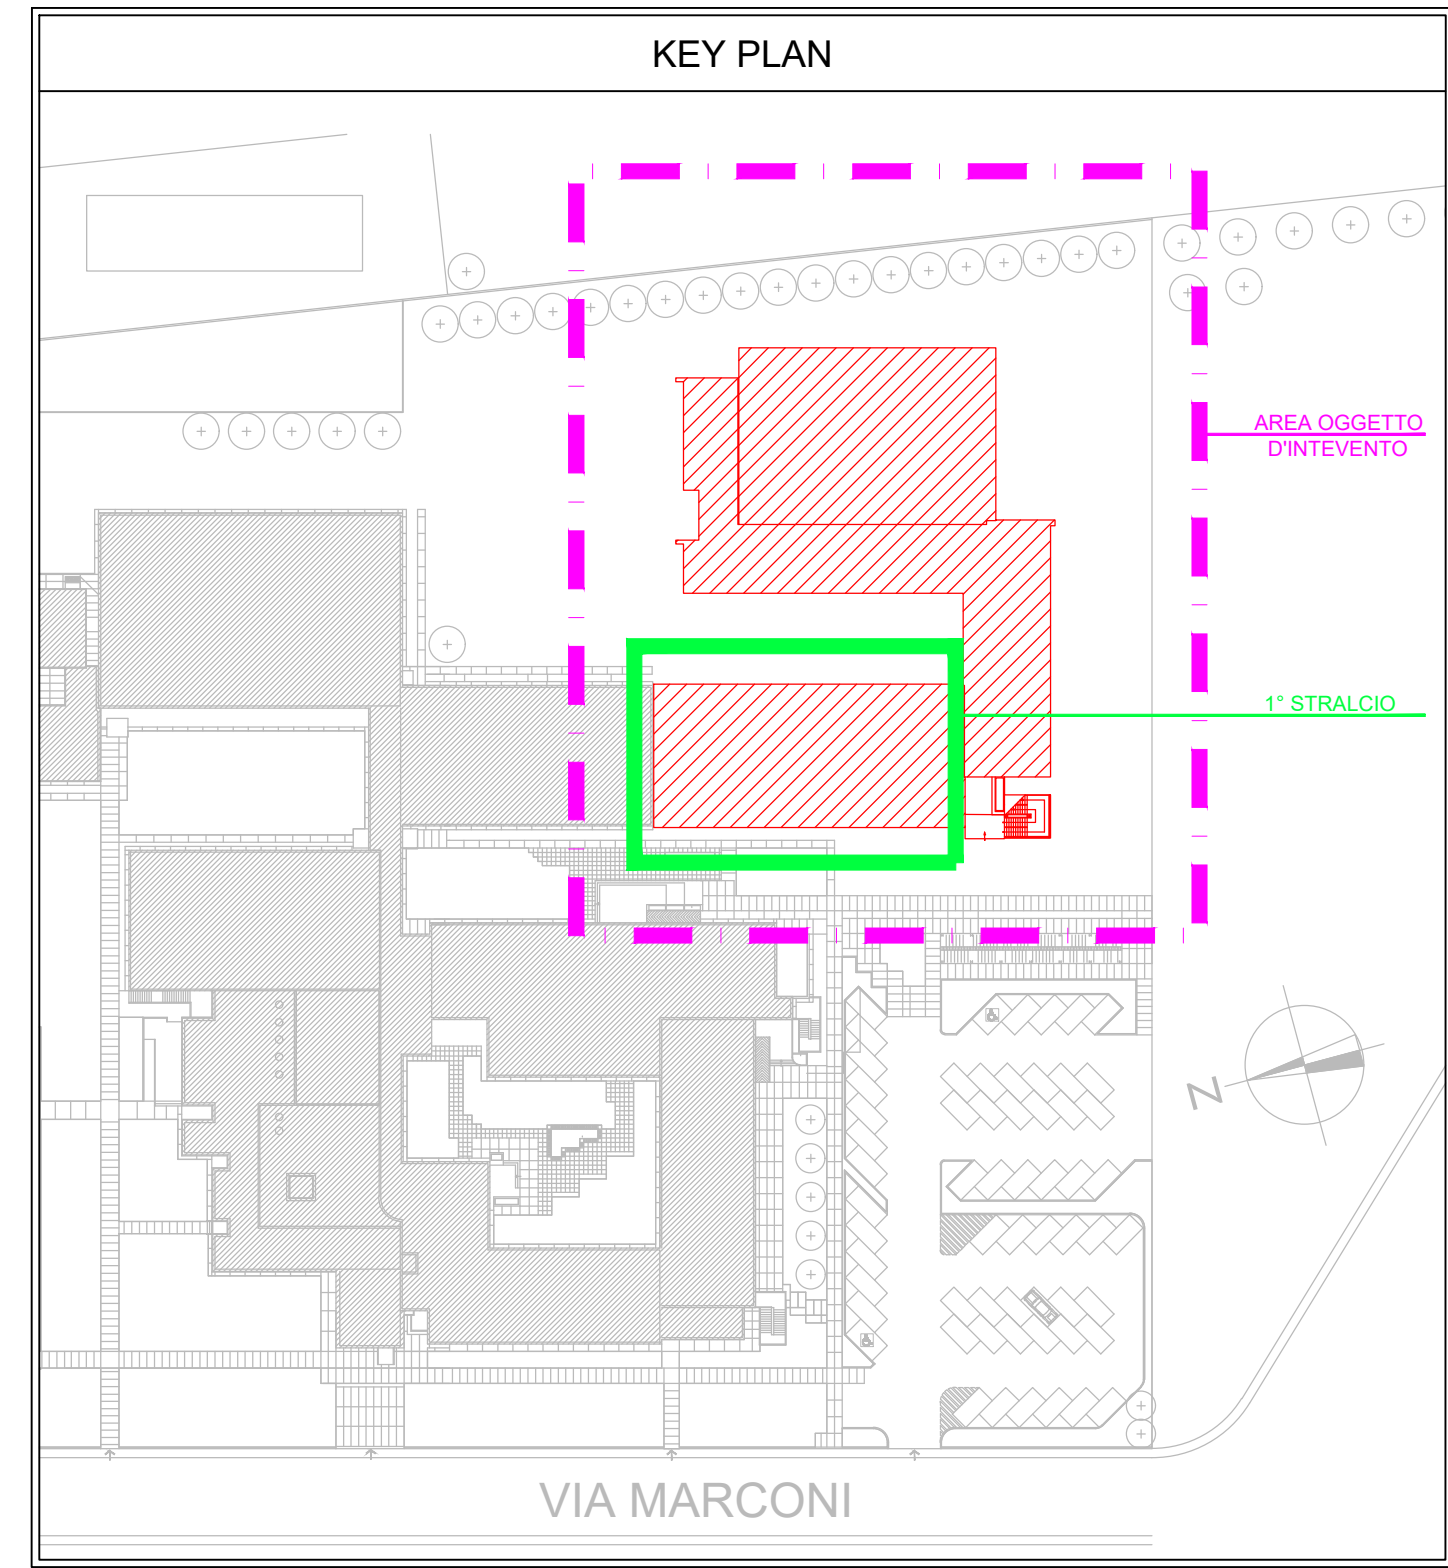 KEY PLAN
AREA OGGETTO
D'INTEVENTO
1° STRALCIO
N
VIA MARCONI